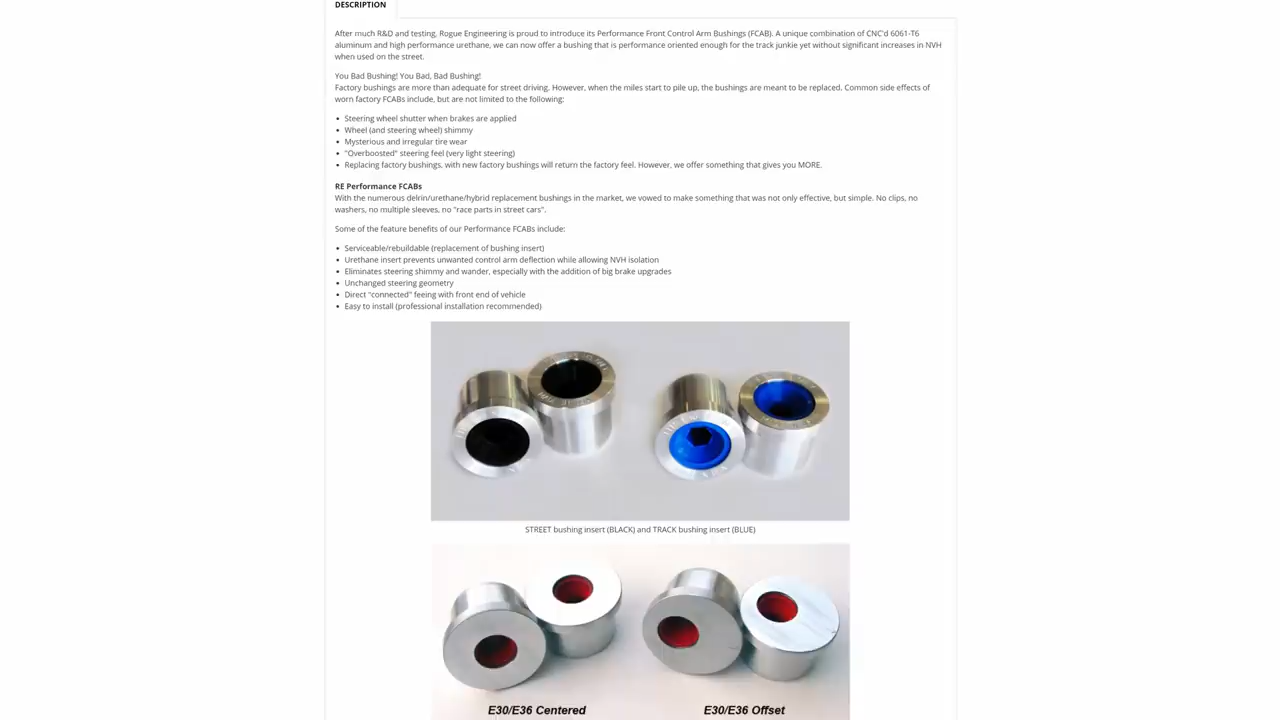 DESCRIPTION
After much R&D and testing, Rogue Engineering is proud to introduce its Performance Front Control Arm Bushings (FCAB). A unique combination of CNC'd 6061-T6
aluminum and high performance urethane, we can now offer a bushing that is performance oriented enough for the track junkie yet without significant increases in NVH
when used on the street.
You Bad Bushing! You Bad, Bad Bushing!
Factory bushings are more than adequate for street driving. However, when the miles start to pile up, the bushings are meant to be replaced. Common side effects of
worn factory FCABs include, but are not limited to the following:
• Steering wheel shutter when brakes are applied
• Wheel (and steering wheel) shimmy
• Mysterious and irregular tire wear
• "Overboosted" steering feel (very light steering)
• Replacing factory bushings, with new factory bushings will return the factory feel. However, we offer something that gives you MORE.
RE Performance FCABs
With the numerous delrin/urethane/hybrid replacement bushings in the market, we vowed to make something that was not only effective, but simple. No clips, no
washers, no multiple sleeves, no "race parts in street cars".
Some of the feature benefits of our Performance FCABs include:
• Serviceable/rebuildable (replacement of bushing insert)
• Urethane insert prevents unwanted control arm deflection while allowing NVH isolation
• Eliminates steering shimmy and wander, especially with the addition of big brake upgrades
• Unchanged steering geometry
• Direct "connected" feeing with front end of vehicle
• Easy to install (professional installation recommended)
STREET bushing insert (BLACK) and TRACK bushing insert (BLUE)
E30/E36 Centered
E30/E36 Offset